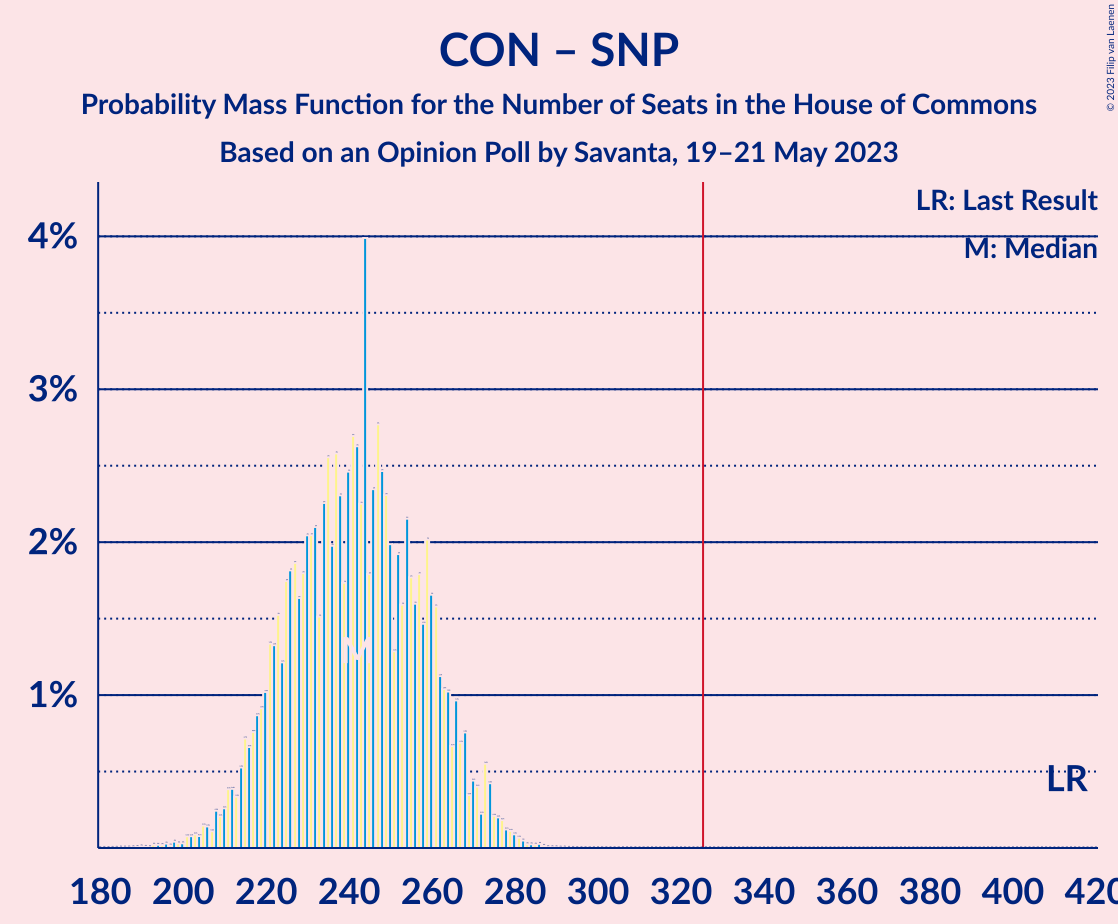 CON – SNP
Probability Mass Function for the Number of Seats in the House of Commons
Based on an Opinion Poll by Savanta, 19–21 May 2023
© 2023 Filip van Laenen
LR: Last Result
M: Median
4%
3%
2%
1%
M
LR
180 200 220 240 260 280 300 320 340 360 380 400 420